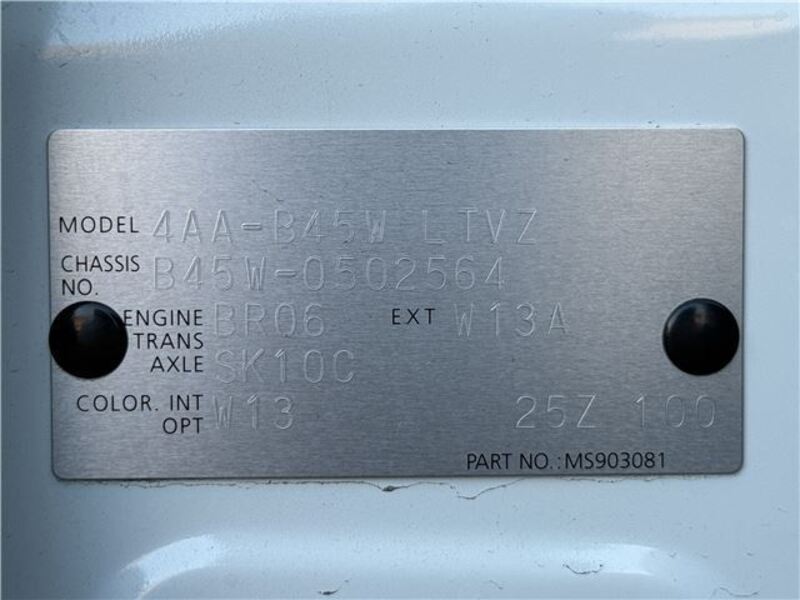 MODEL 4AA-B45W LTVZ
CHASSIS NO. B45W-0502564
ENGINE BR06 EXT W13A
TRANS AXLE SK10C
COLOR. INT OPT W13 25Z 100
PART NO.:MS903081